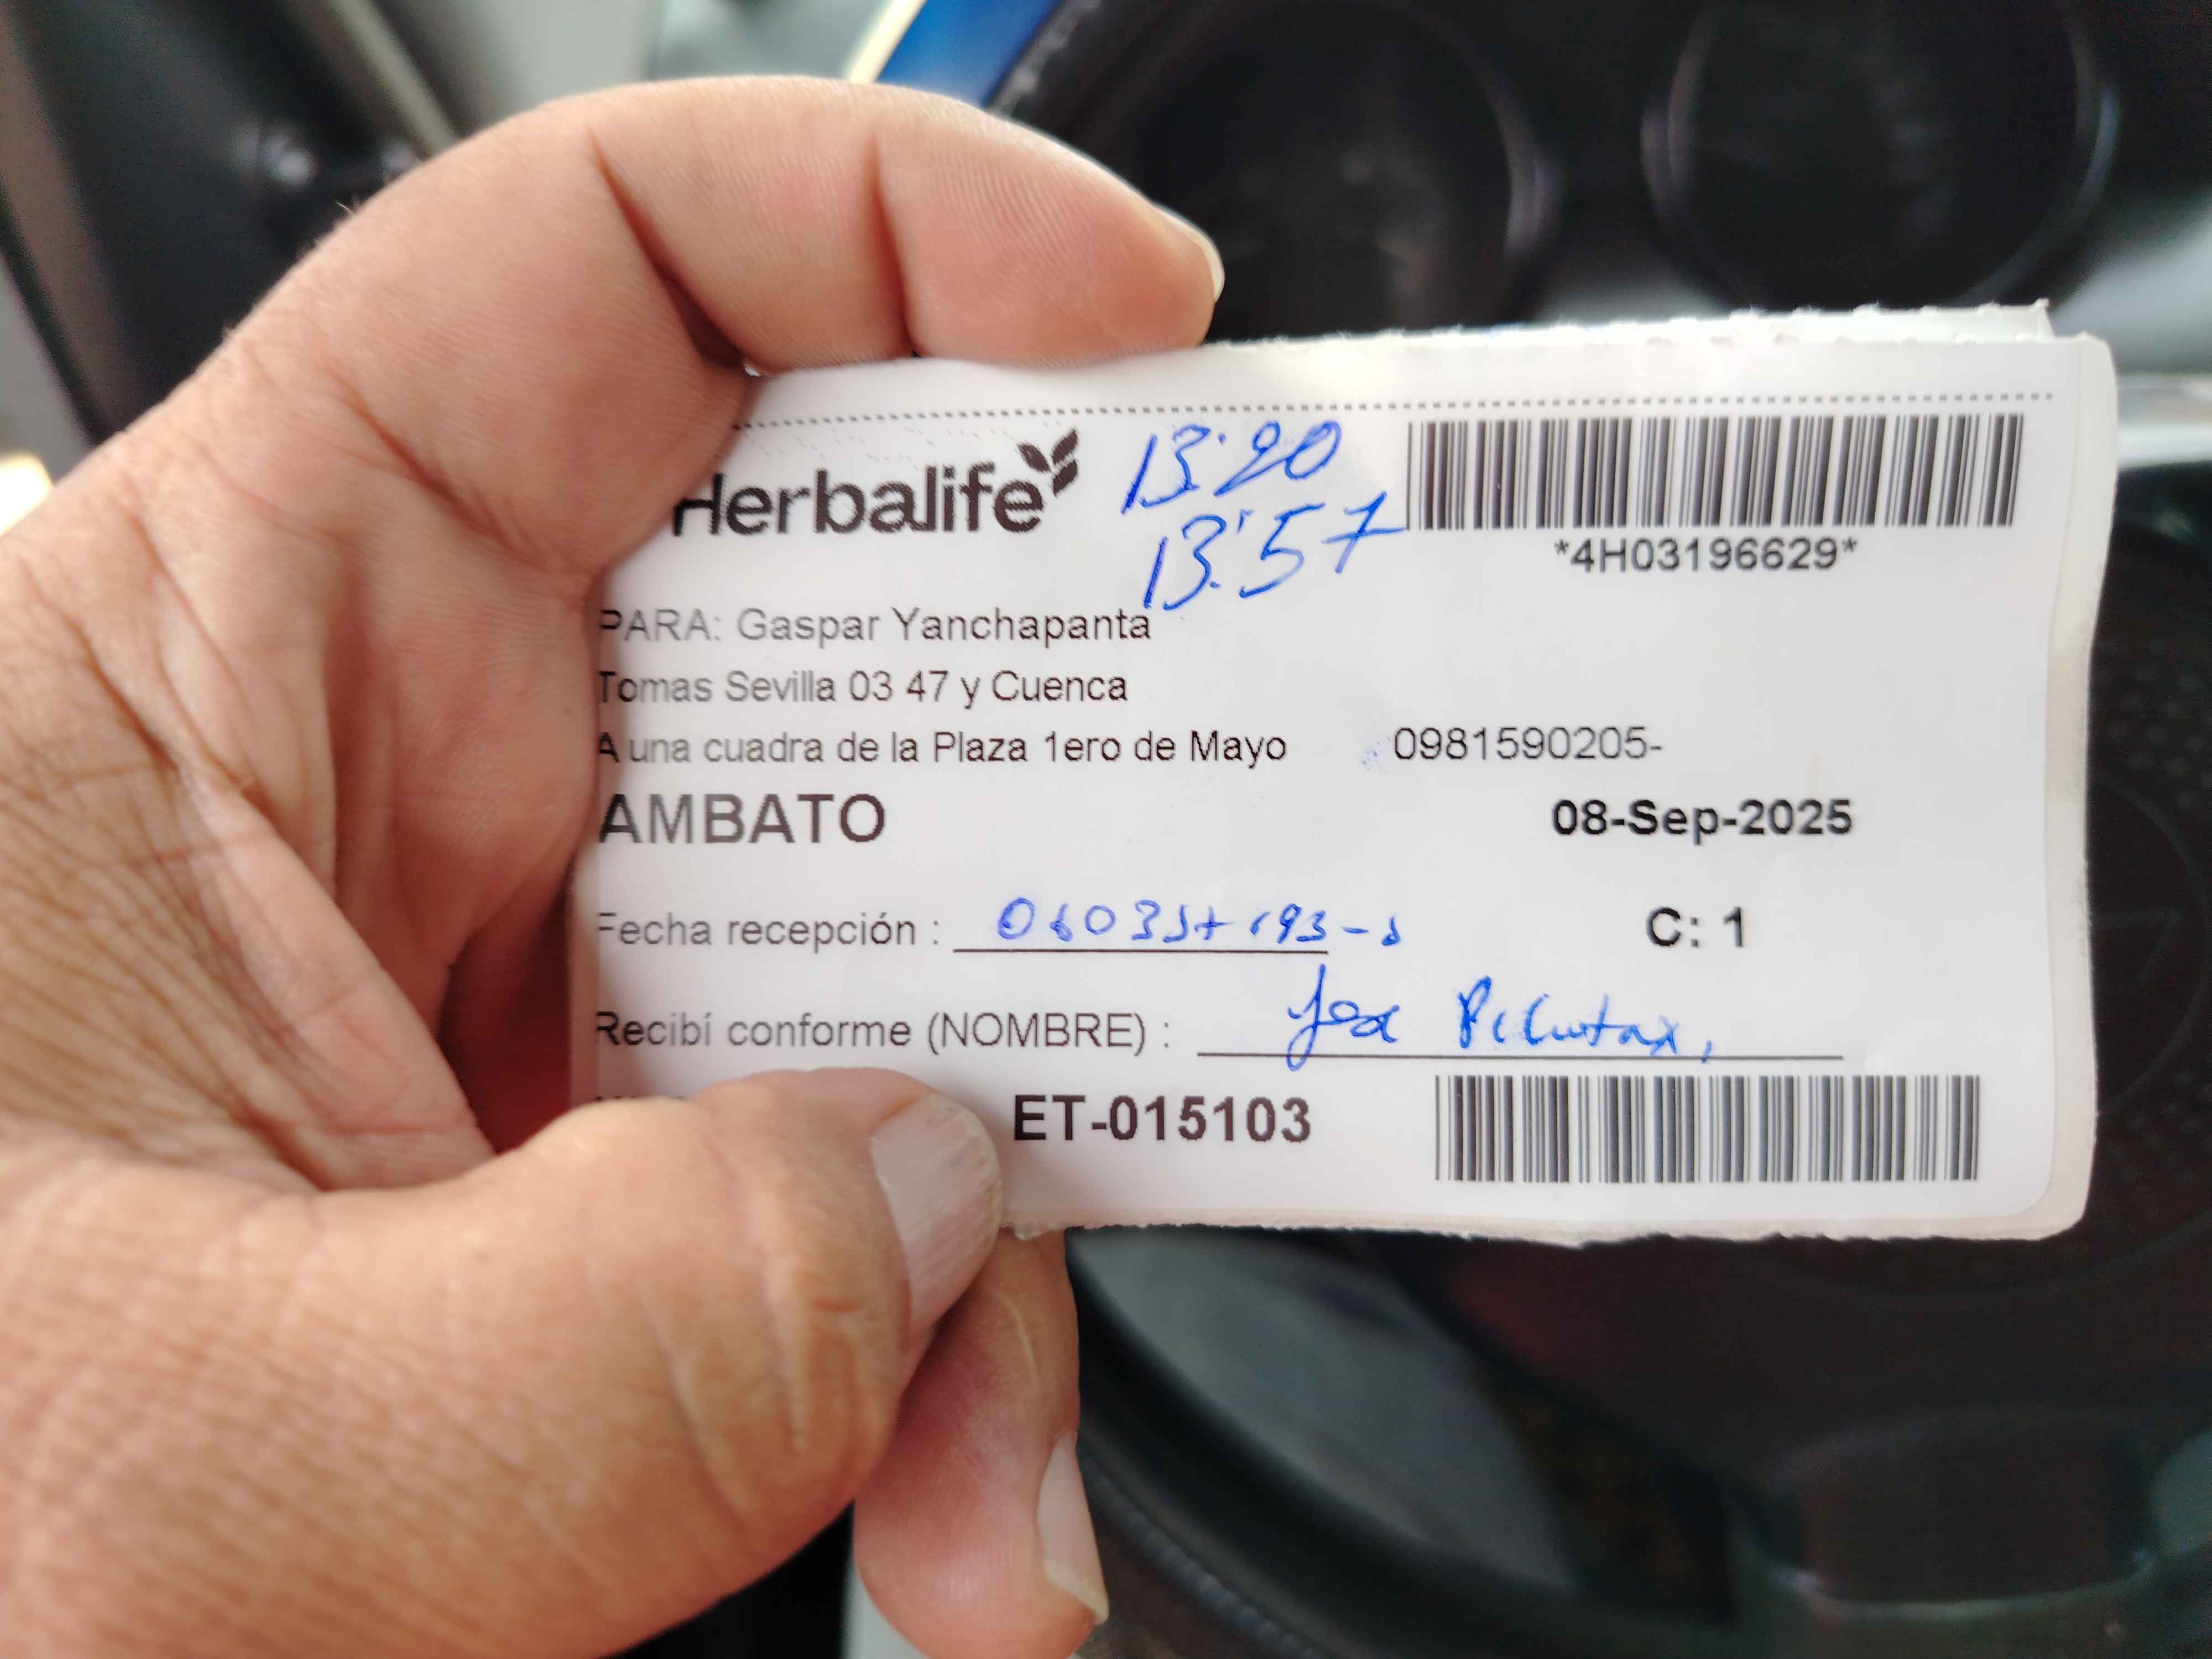 Herbalife
13:20
13:57
*4H03196629*
PARA: Gaspar Yanchapanta
Tomas Sevilla 03 47 y Cuenca
A una cuadra de la Plaza 1ero de Mayo 0981590205-
AMBATO 08-Sep-2025
Fecha recepción :
C: 1
Recibí conforme (NOMBRE) :
ET-015103